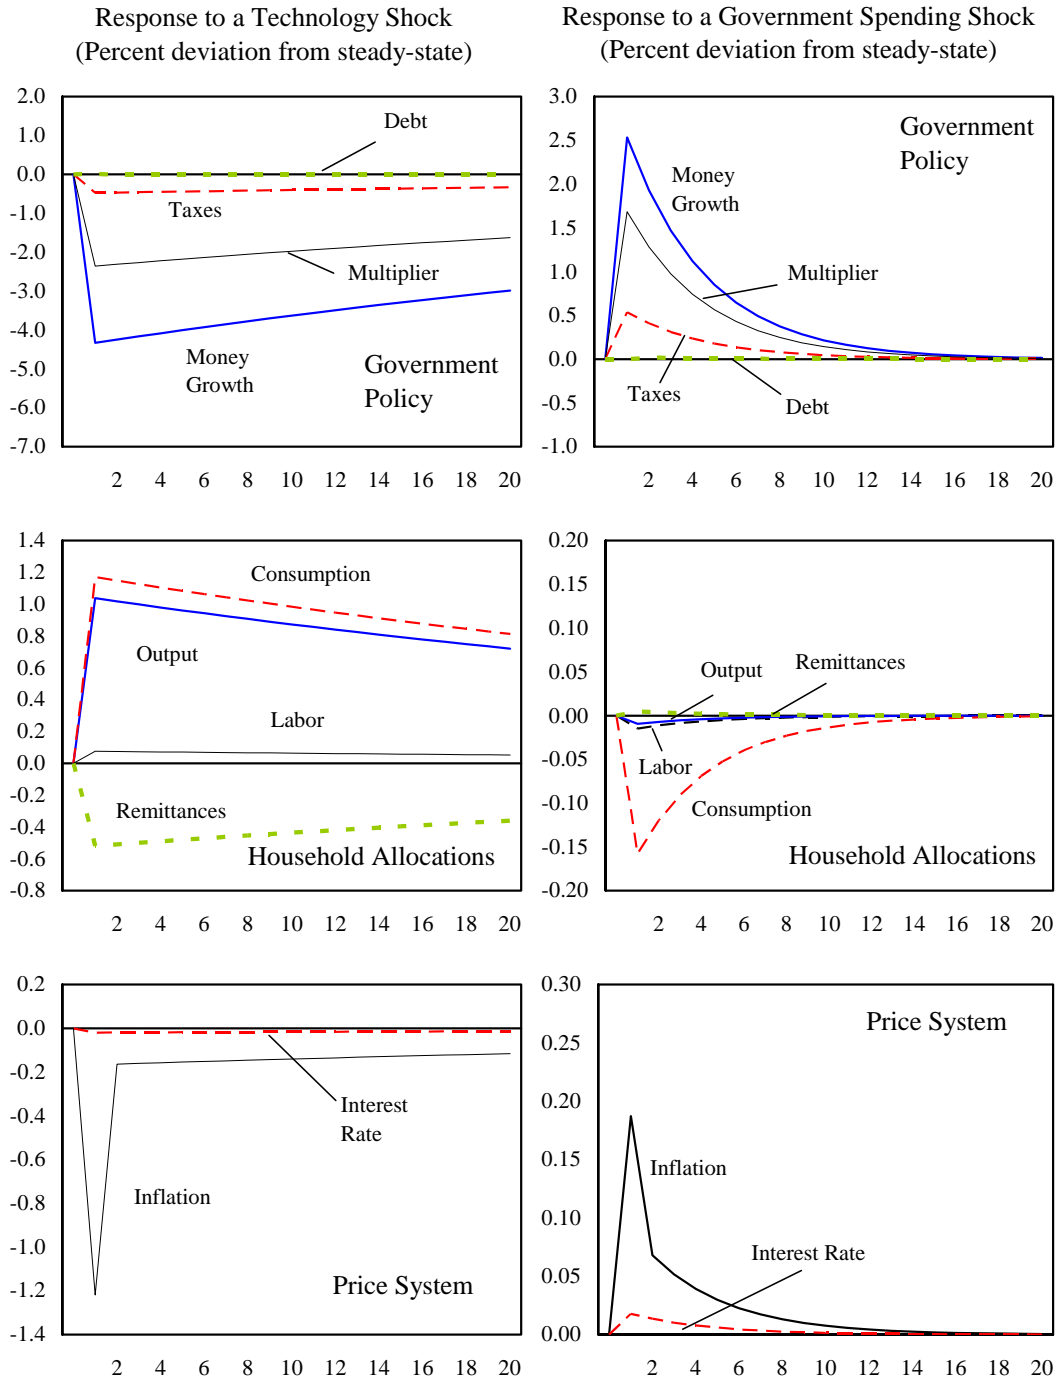 Response to a Technology Shock
(Percent deviation from steady-state)
Response to a Government Spending Shock
(Percent deviation from steady-state)
2.0
1.0
0.0
-1.0
-2.0
-3.0
-4.0
-5.0
-6.0
-7.0
Debt
Taxes
Multiplier
Money
Growth
Government
Policy
2 4 6 8 10 12 14 16 18 20
3.0
2.5
2.0
1.5
1.0
0.5
0.0
-0.5
-1.0
Government
Policy
Money
Growth
Multiplier
Taxes
Debt
2 4 6 8 10 12 14 16 18 20
1.4
1.2
1.0
0.8
0.6
0.4
0.2
0.0
-0.2
-0.4
-0.6
-0.8
Consumption
Output
Labor
Remittances
Household Allocations
2 4 6 8 10 12 14 16 18 20
0.20
0.15
0.10
0.05
0.00
-0.05
-0.10
-0.15
-0.20
Remittances
Output
Labor
Consumption
Household Allocations
2 4 6 8 10 12 14 16 18 20
0.2
0.0
-0.2
-0.4
-0.6
-0.8
-1.0
-1.2
-1.4
Interest
Rate
Inflation
Price System
2 4 6 8 10 12 14 16 18 20
0.30
0.25
0.20
0.15
0.10
0.05
0.00
Price System
Inflation
Interest Rate
2 4 6 8 10 12 14 16 18 20